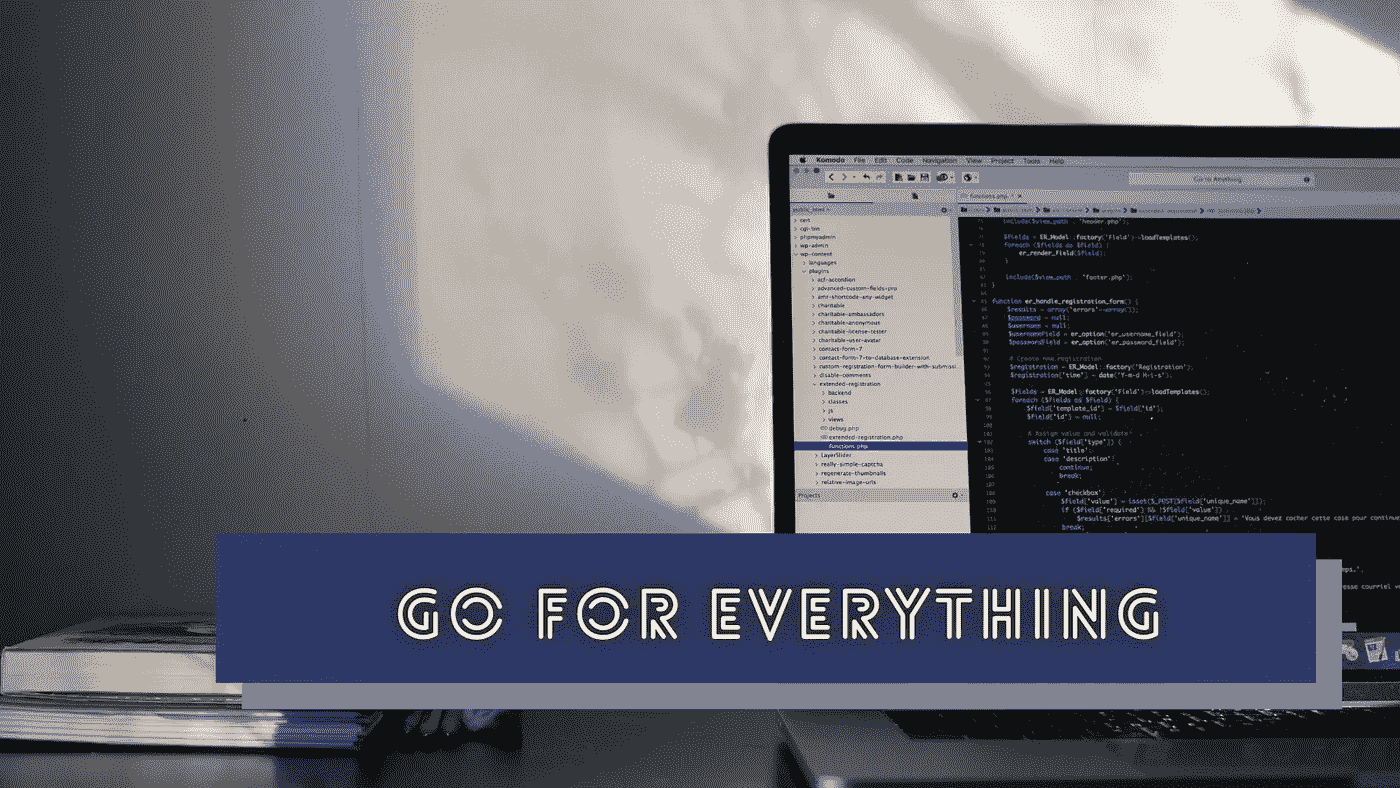 Komodo File Edit Code Navigation View Project Tools Help
Go to Anything
functions.php
public_html
cert
cgi-bin
phpmyadmin
wp-admin
wp-content
languages
plugins
acf-accordion
advanced-custom-fields-pro
amr-shortcode-any-widget
charitable
charitable-ambassadors
charitable-anonymous
charitable-license-tester
charitable-user-avatar
contact-form-7
contact-form-7-to-database-extension
custom-registration-form-builder-with-submissi...
disable-comments
extended-registration
backend
classes
js
views
debug.php
extended-registration.php
functions.php
LayerSlider
really-simple-captcha
regenerate-thumbnails
relative-image-urls
Projects
include($view_path . 'header.php');
$fields = ER_Model::factory('Field')->loadTemplates();
foreach ($fields as $field) {
er_render_field($field);
}
include($view_path . 'footer.php');
}
function er_handle_registration_form() {
$results = array('errors' => array());
$password = null;
$username = null;
$usernameField = er_option('er_username_field');
$passwordField = er_option('er_password_field');
# Create new registration
$registration = ER_Model::factory('Registration');
$registration['time'] = date('Y-m-d H:i:s');
$fields = ER_Model::factory('Field')->loadTemplates();
foreach ($fields as $field) {
$field['template_id'] = $field['id'];
$field['id'] = null;
# Assign value and validate
switch ($field['type']) {
case 'title':
case 'description':
continue;
break;
case 'checkbox':
$field['value'] = isset($_POST[$field['unique_name']]);
if ($field['required'] && !$field['value'])
$results['errors'][$field['unique_name']] = 'Vous devez cocher cette case pour continue
break;
GO FOR EVERYTHING